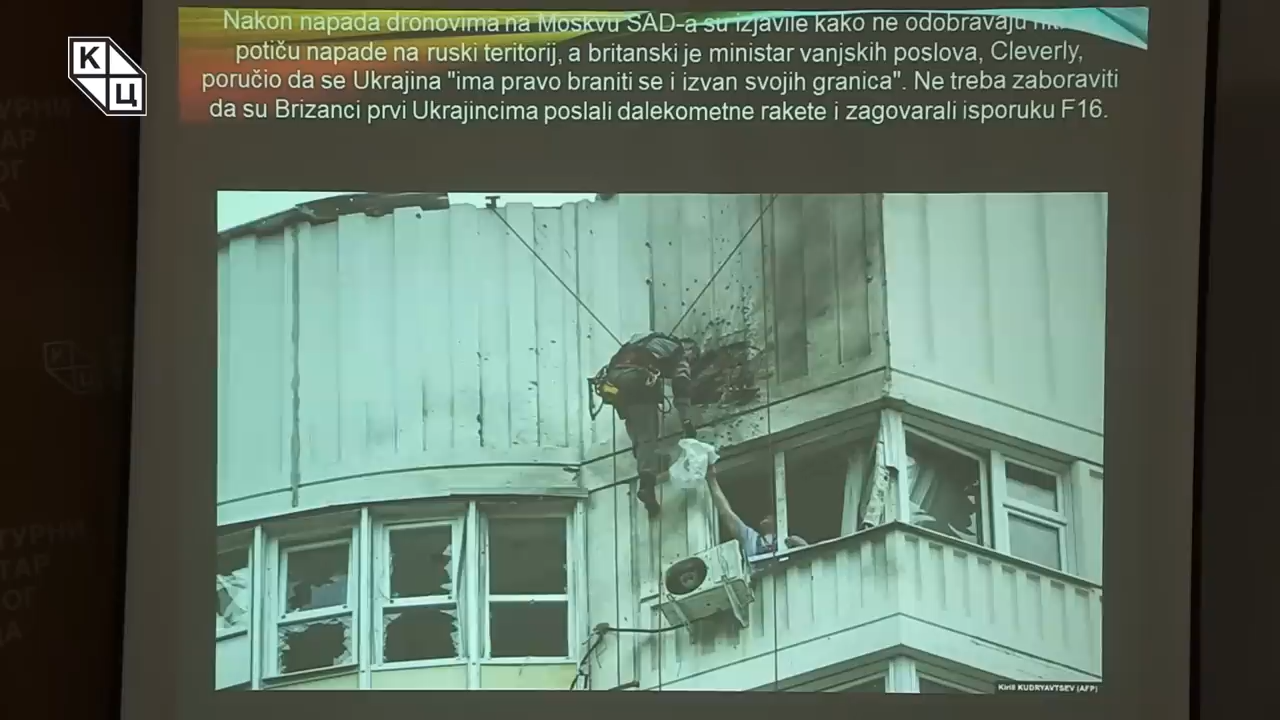 Nakon napada dronovima na Moskvu SAD-a su izjavile kako ne odobravaju
potiču napade na ruski teritorij, a britanski je ministar vanjskih poslova, Cleverly,
poručio da se Ukrajina "ima pravo braniti se i izvan svojih granica". Ne treba zaboraviti
da su Brizanci prvi Ukrajincima poslali dalekometne rakete i zagovarali isporuku F16.
К
Ц
Kirill KUDRYAVTSEV (AFP)